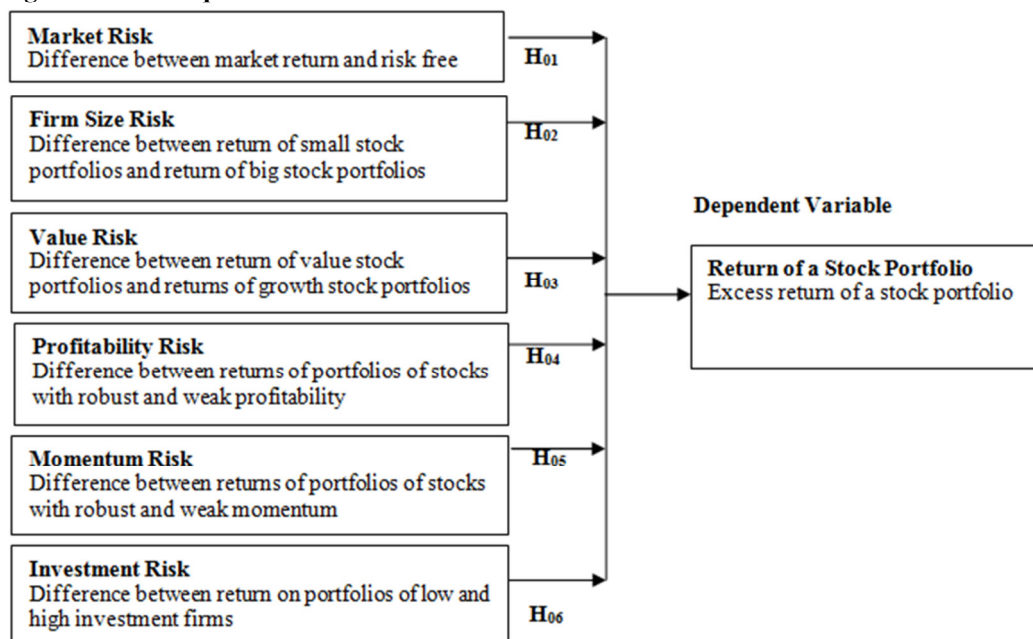 Market Risk
Difference between market return and risk free
H01
Firm Size Risk
Difference between return of small stock
portfolios and return of big stock portfolios
H02
Value Risk
Difference between return of value stock
portfolios and returns of growth stock portfolios
H03
Profitability Risk
Difference between returns of portfolios of stocks
with robust and weak profitability
H04
Momentum Risk
Difference between returns of portfolios of stocks
with robust and weak momentum
H05
Investment Risk
Difference between return on portfolios of low and
high investment firms
H06
Dependent Variable
Return of a Stock Portfolio
Excess return of a stock portfolio